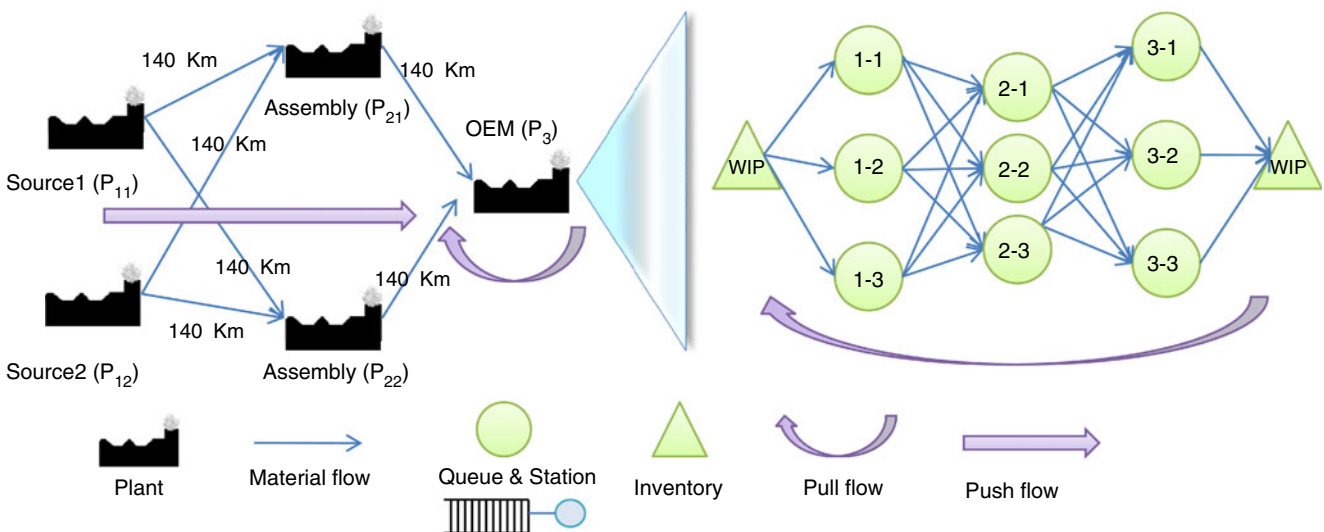 140 Km
Assembly (P21)
140 Km
OEM (P3)
140 Km
Source1 (P11)
140 Km
140 Km
140 Km
Source2 (P12)
Assembly (P22)
WIP
1-1
1-2
1-3
2-1
2-2
2-3
3-1
3-2
3-3
WIP
Plant
Material flow
Queue & Station
Inventory
Pull flow
Push flow